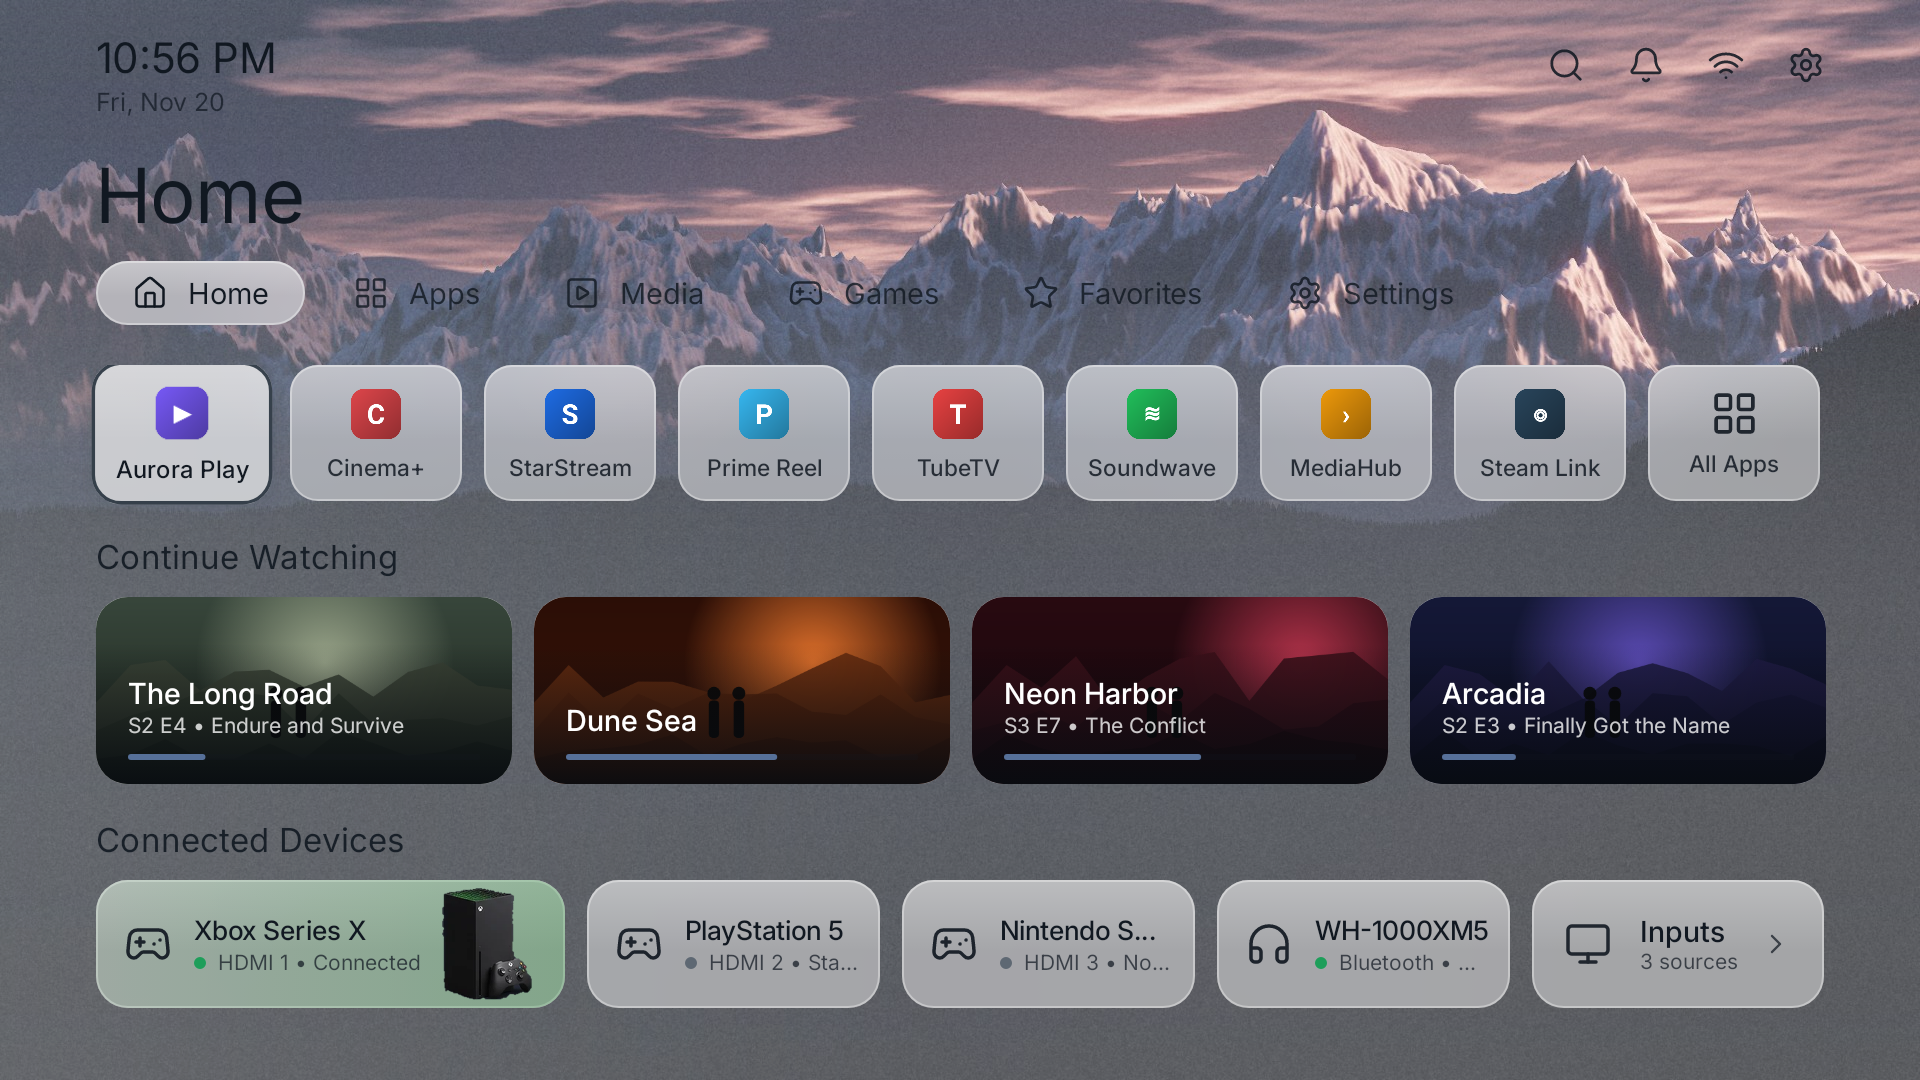 10:56 PM
Fri, Nov 20
Home
Home
Apps
Media
Games
Favorites
Settings
Aurora Play
C
Cinema+
S
StarStream
P
Prime Reel
T
TubeTV
Soundwave
›
MediaHub
Steam Link
All Apps
Continue Watching
The Long Road
S2 E4 • Endure and Survive
Dune Sea
Neon Harbor
S3 E7 • The Conflict
Arcadia
S2 E3 • Finally Got the Name
Connected Devices
Xbox Series X
HDMI 1 • Connected
PlayStation 5
HDMI 2 • Sta...
Nintendo S...
HDMI 3 • No...
WH-1000XM5
Bluetooth • ...
Inputs
3 sources